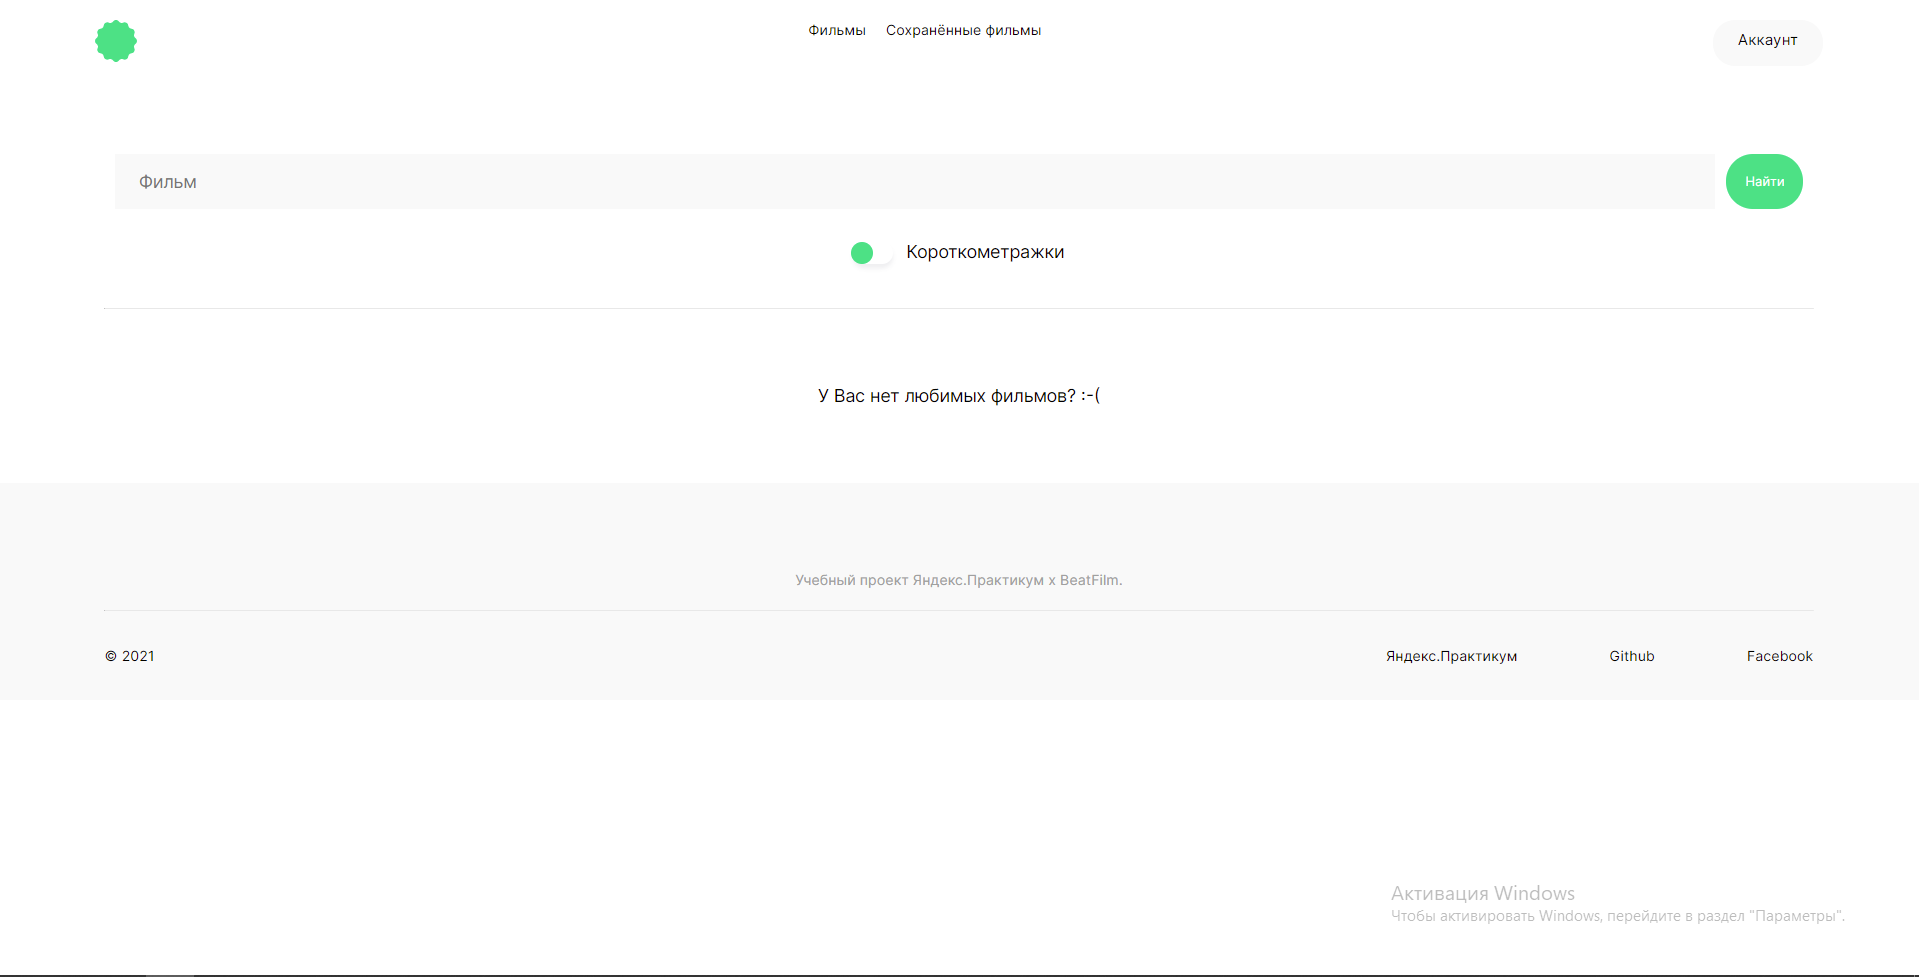 Фильмы Сохранённые фильмы
Аккаунт
Фильм
Найти
Короткометражки
У Вас нет любимых фильмов? :-(
Учебный проект Яндекс.Практикум х BeatFilm.
© 2021
Яндекс.Практикум
Github
Facebook
Активация Windows
Чтобы активировать Windows, перейдите в раздел "Параметры".